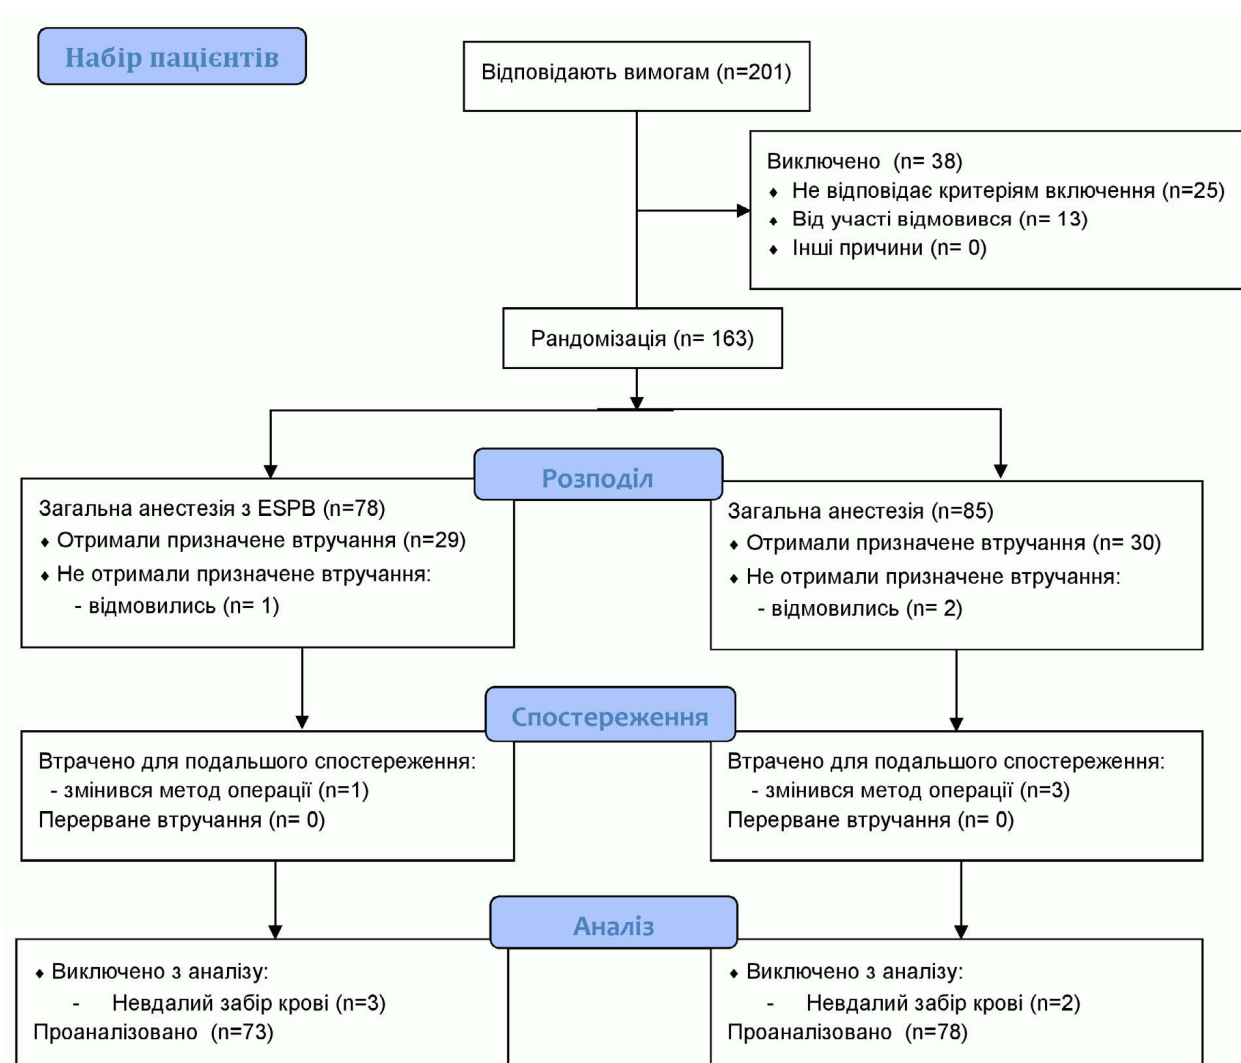 Набір пацієнтів
Відповідають вимогам (n=201)
Виключено (n= 38)
♦ Не відповідає критеріям включення (n=25)
♦ Від участі відмовився (n= 13)
♦ Інші причини (n= 0)
Рандомізація (n= 163)
Розподіл
Загальна анестезія з ESPB (n=78)
♦ Отримали призначене втручання (n=29)
♦ Не отримали призначене втручання:
- відмовились (n= 1)
Загальна анестезія (n=85)
♦ Отримали призначене втручання (n= 30)
♦ Не отримали призначене втручання:
- відмовились (n= 2)
Спостереження
Втрачено для подальшого спостереження:
- змінився метод операції (n=1)
Перерване втручання (n= 0)
Втрачено для подальшого спостереження:
- змінився метод операції (n=3)
Перерване втручання (n= 0)
Аналіз
♦ Виключено з аналізу:
- Невдалий забір крові (n=3)
Проаналізовано (n=73)
♦ Виключено з аналізу:
- Невдалий забір крові (n=2)
Проаналізовано (n=78)